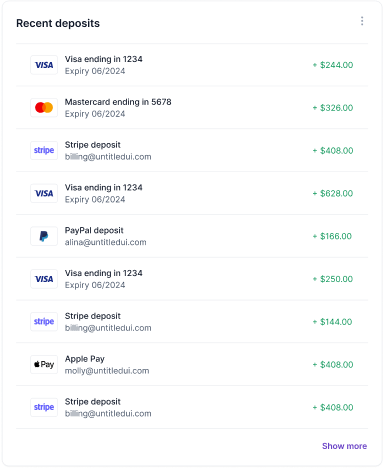 Recent deposits
VISA
Visa ending in 1234
+ $244.00
Expiry 06/2024
Mastercard ending in 5678
+ $326.00
Expiry 06/2024
stripe
Stripe deposit
+ $408.00
billing@untitledui.com
VISA
Visa ending in 1234
+ $628.00
Expiry 06/2024
PayPal deposit
+ $166.00
alina@untitledui.com
VISA
Visa ending in 1234
+ $250.00
Expiry 06/2024
stripe
Stripe deposit
+ $144.00
billing@untitledui.com
Pay
Apple Pay
+ $408.00
molly@untitledui.com
stripe
Stripe deposit
+ $408.00
billing@untitledui.com
Show more